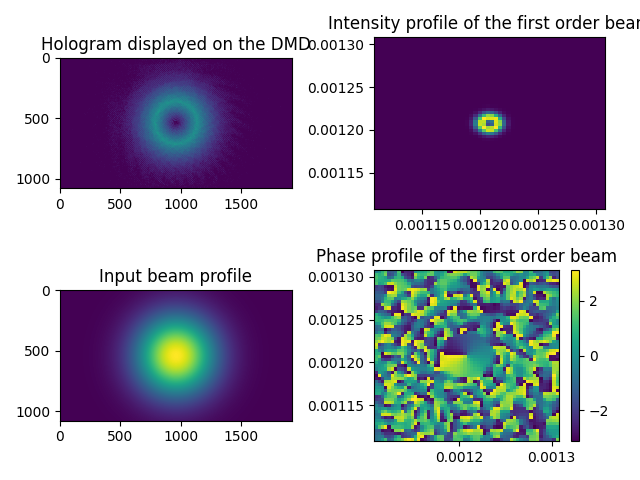 Hologram displayed on the DMD
0
500
1000
0 500 1000 1500
Intensity profile of the first order bear
0.00130
0.00125
0.00120
0.00115
0.00115 0.00120 0.00125 0.00130
Input beam profile
0
500
1000
0 500 1000 1500
Phase profile of the first order beam
0.00130
0.00125
0.00120
0.00115
0.0012 0.0013
2
0
−2